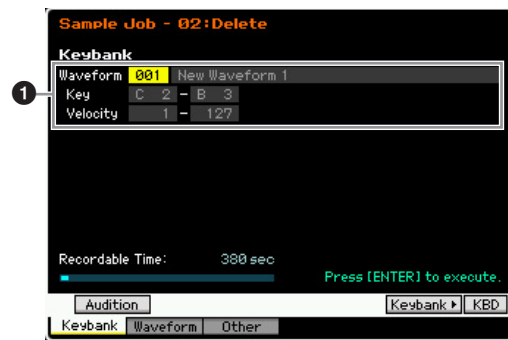 Sample Job - 02:Delete
Keybank
Waveform 001 New Waveform 1
1
Key C 2 - B 3
Velocity 1 - 127
Recordable Time: 380 sec
Press [ENTER] to execute.
Audition Keybank KBD
Keybank Waveform Other